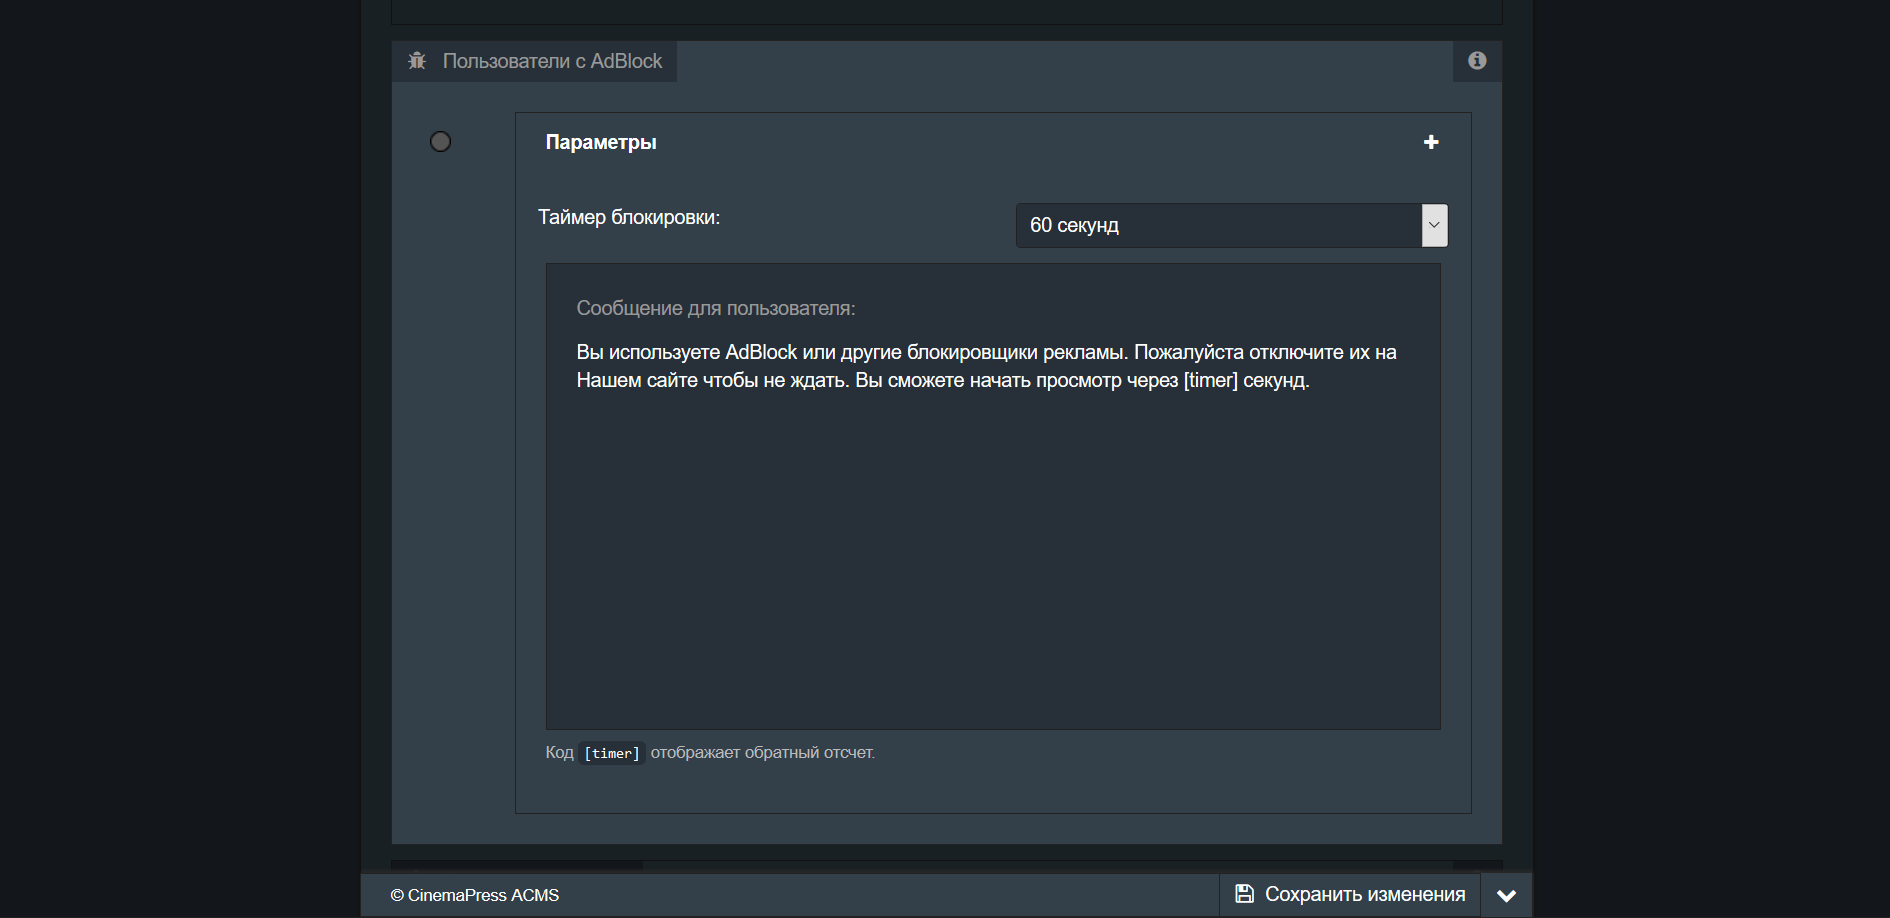 Пользователи с AdBlock
Параметры
Таймер блокировки:
60 секунд
Сообщение для пользователя:
Вы используете AdBlock или другие блокировщики рекламы. Пожалуйста отключите их на
Нашем сайте чтобы не ждать. Вы сможете начать просмотр через [timer] секунд.
Код [timer] отображает обратный отсчет.
© CinemaPress ACMS
Сохранить изменения